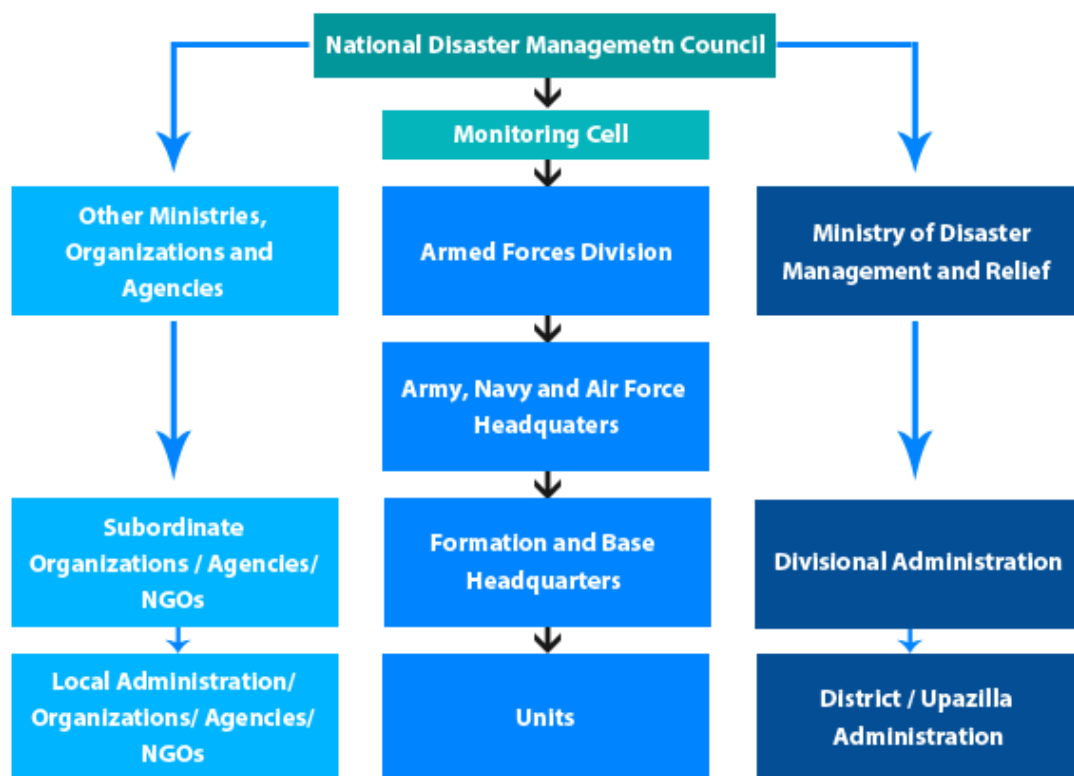 National Disaster Managemetn Council
Monitoring Cell
Other Ministries,
Organizations and
Agencies
Armed Forces Division
Ministry of Disaster
Management and Relief
Army, Navy and Air Force
Headquaters
Subordinate
Organizations / Agencies/
NGOs
Formation and Base
Headquarters
Divisional Administration
Local Administration/
Organizations/ Agencies/
NGOs
Units
District / Upazilla
Administration